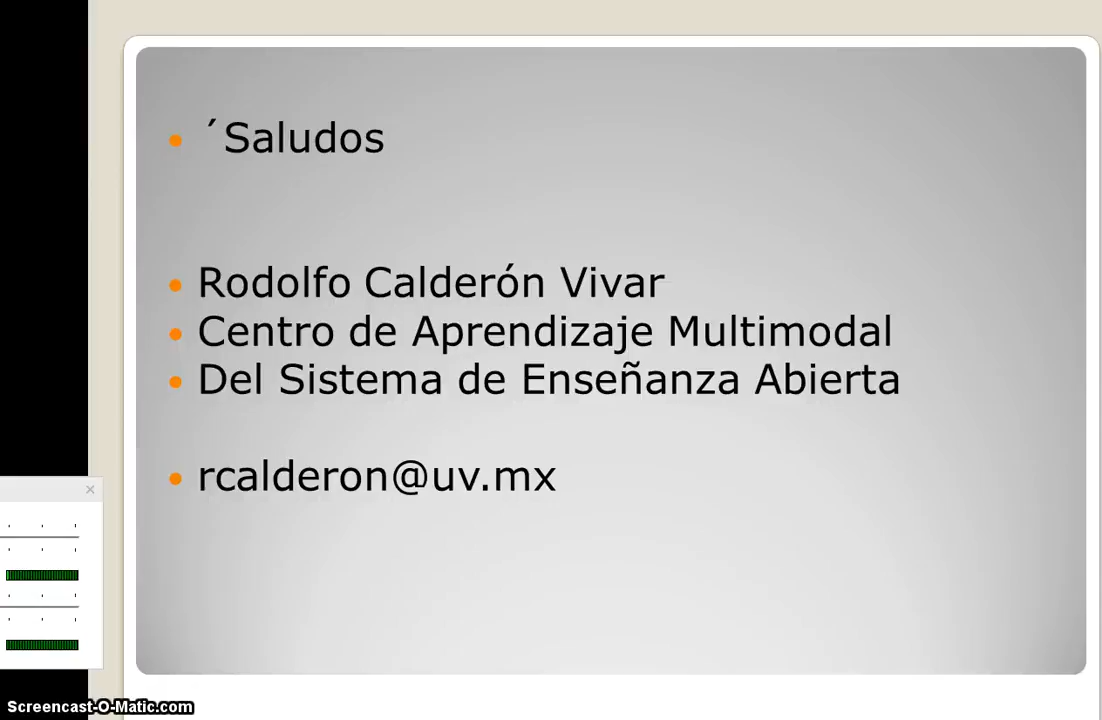 ´Saludos
Rodolfo Calderón Vivar
Centro de Aprendizaje Multimodal
Del Sistema de Enseñanza Abierta
rcalderon@uv.mx
Screencast-O-Matic.com